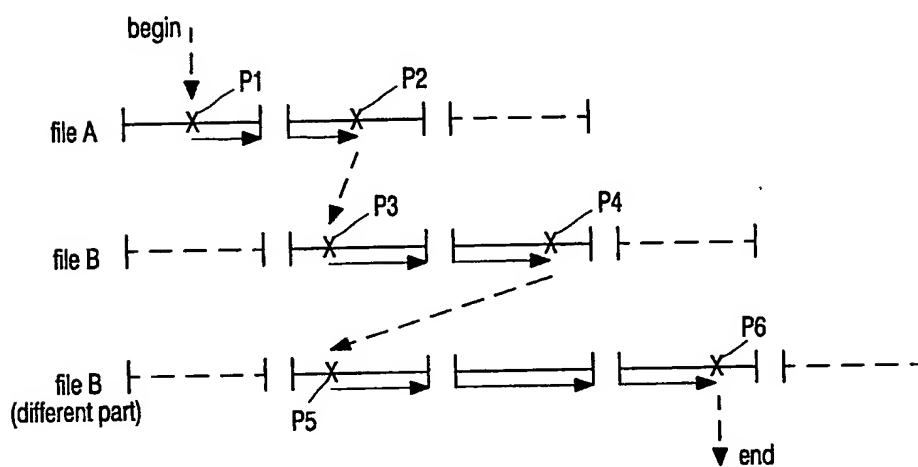 begin
P1
P2
file A
P3
P4
file B
P6
file B
(different part)
P5
end